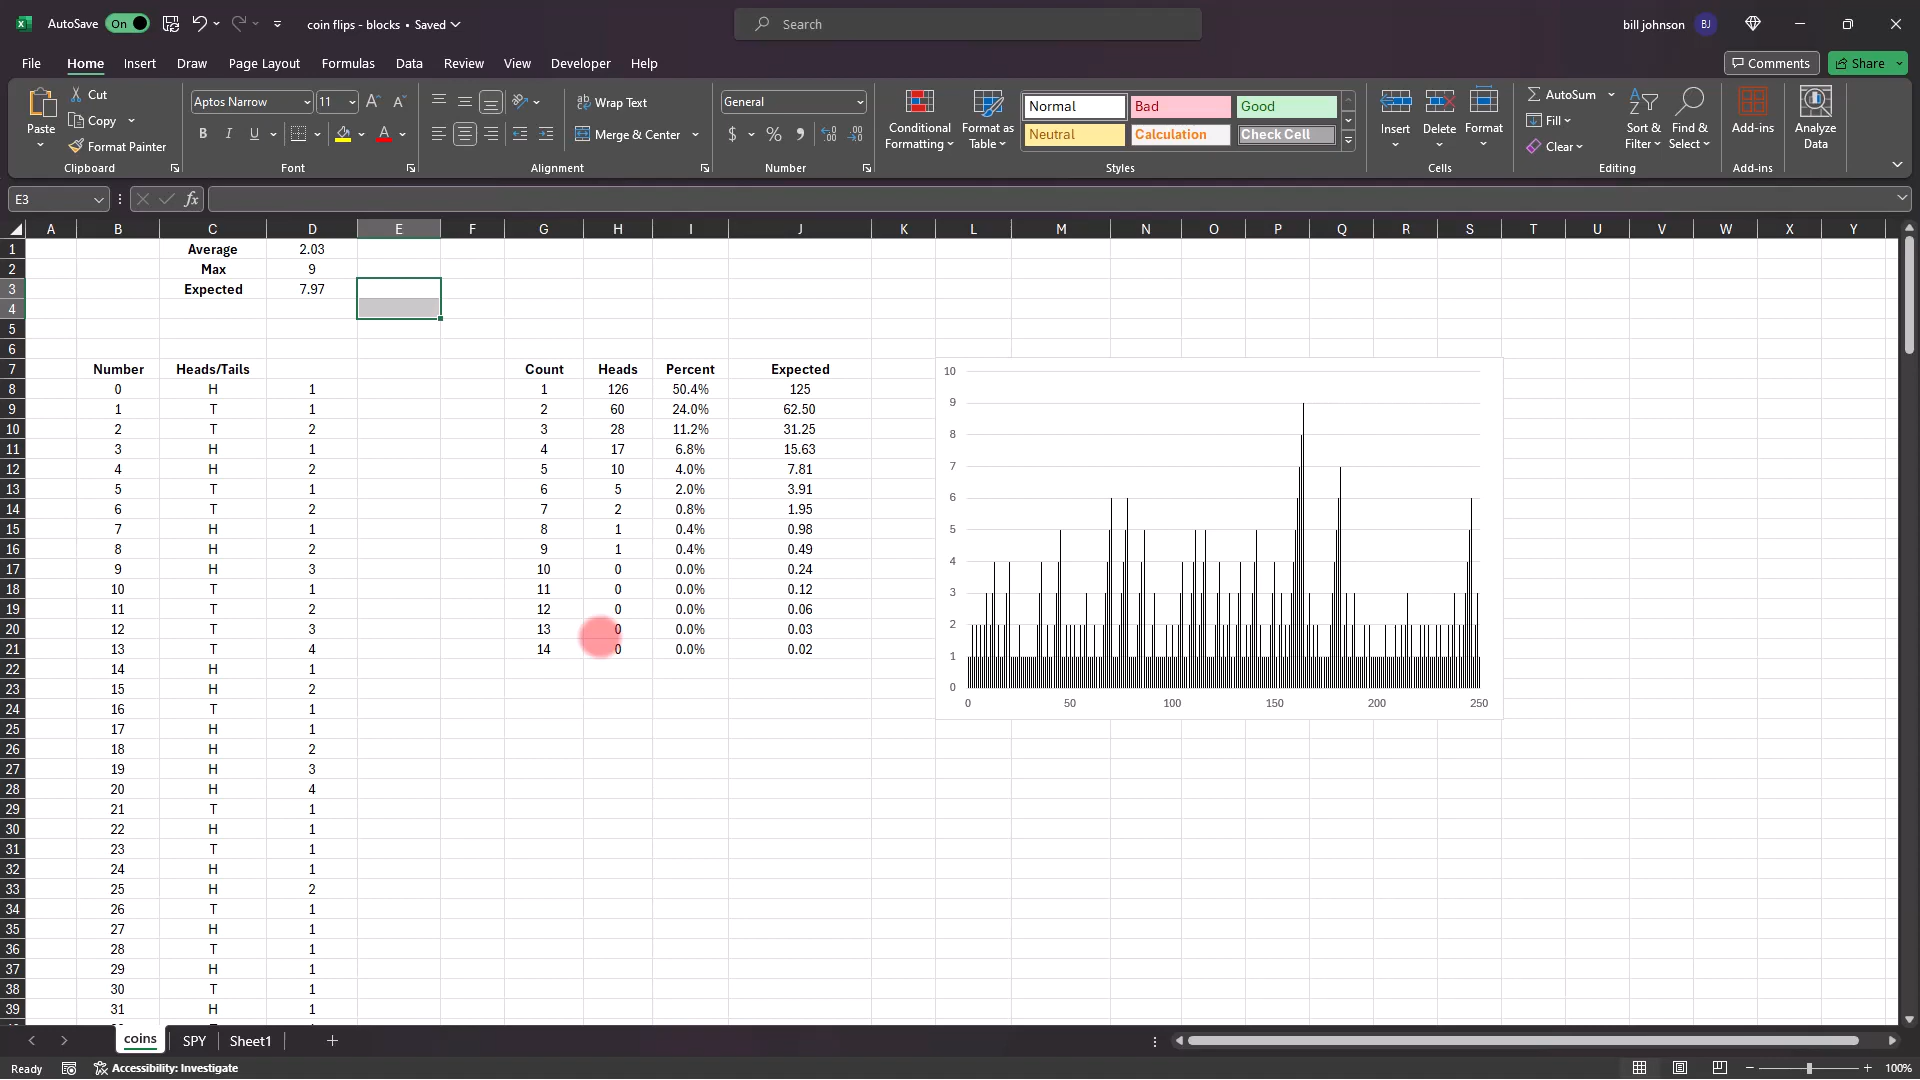 AutoSave On coin flips - blocks • Saved Search bill johnson BJ
File Home Insert Draw Page Layout Formulas Data Review View Developer Help Comments Share
Paste Cut Copy Format Painter Clipboard
Aptos Narrow 11 B I U A Font
Wrap Text Merge & Center Alignment
General $ % Number
Conditional Formatting Format as Table Normal Bad Good Neutral Calculation Check Cell Styles
Insert Delete Format Cells
AutoSum Fill Clear Sort & Filter Find & Select Editing
Add-ins Add-ins Analyze Data
E3 fx
A B C D E F G H I J K L M N O P Q R S T U V W X Y
1 Average 2.03
2 Max 9
3 Expected 7.97
4
5
6
7 Number Heads/Tails Count Heads Percent Expected
8 0 H 1 1 126 50.4% 125
9 1 T 1 2 60 24.0% 62.50
10 2 T 2 3 28 11.2% 31.25
11 3 H 1 4 17 6.8% 15.63
12 4 H 2 5 10 4.0% 7.81
13 5 T 1 6 5 2.0% 3.91
14 6 T 2 7 2 0.8% 1.95
15 7 H 1 8 1 0.4% 0.98
16 8 H 2 9 1 0.4% 0.49
17 9 H 3 10 0 0.0% 0.24
18 10 T 1 11 0 0.0% 0.12
19 11 T 2 12 0 0.0% 0.06
20 12 T 3 13 0 0.0% 0.03
21 13 T 4 14 0 0.0% 0.02
22 14 H 1
23 15 H 2
24 16 T 1
25 17 H 1
26 18 H 2
27 19 H 3
28 20 H 4
29 21 T 1
30 22 H 1
31 23 T 1
32 24 H 1
33 25 H 2
34 26 T 1
35 27 H 1
36 28 T 1
37 29 H 1
38 30 T 1
39 31 H 1
10
9
8
7
6
5
4
3
2
1
0
0 50 100 150 200 250
coins SPY Sheet1
Ready Accessibility: Investigate 100%